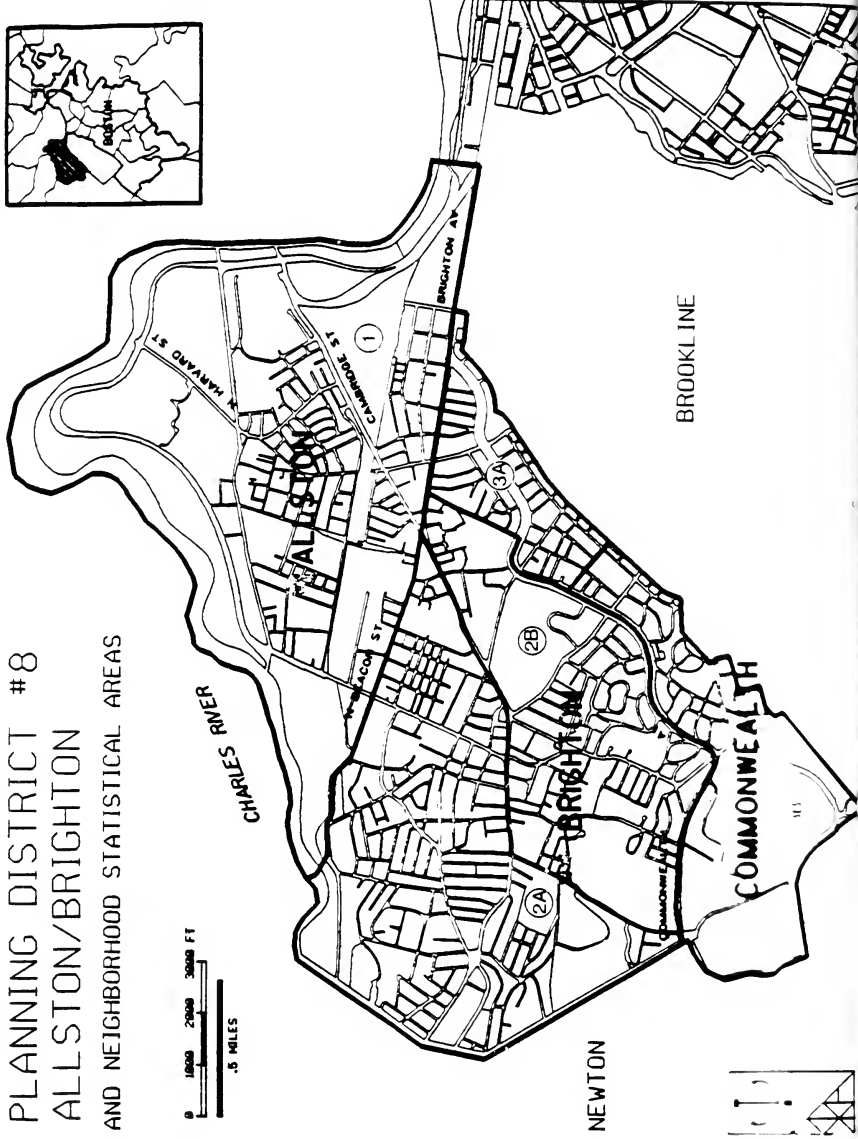 PLANNING DISTRICT #8
ALLSTON/BRIGHTON
AND NEIGHBORHOOD STATISTICAL AREAS
0 1000 2000 3000 FT
.5 MILES
BOSTON
CHARLES RIVER
N HARVARD ST
CAMBRIDGE ST
1
BRIGHTON AV
ALLSTON
N BEACON ST
3A
2B
BRIGHTON
2A
COMMONWEALTH
BROOKLINE
NEWTON